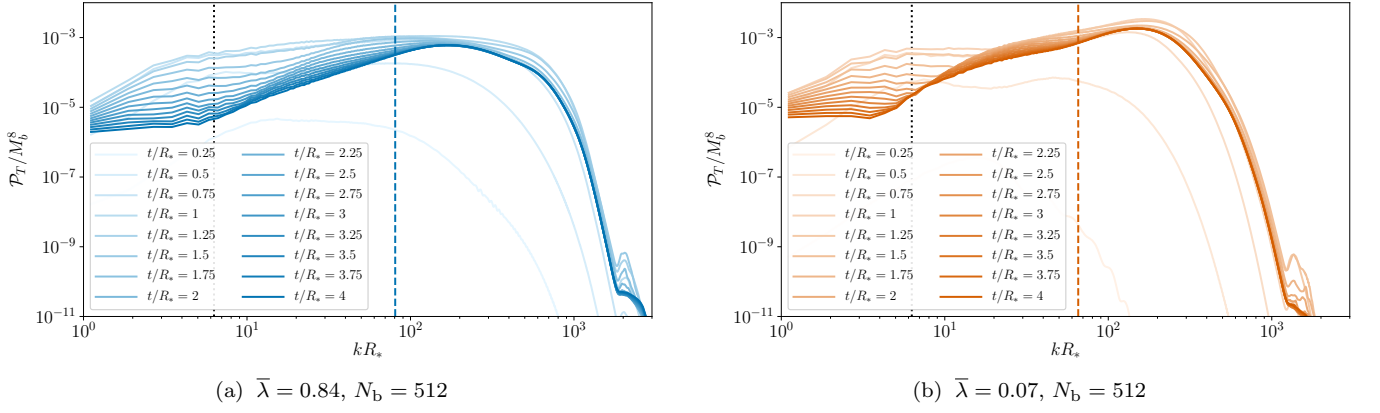 10^{-3}
10^{-5}
10^{-7}
10^{-9}
10^{-11}
\mathcal{P}_T/M_b^8
t/R_* = 0.25
t/R_* = 0.5
t/R_* = 0.75
t/R_* = 1
t/R_* = 1.25
t/R_* = 1.5
t/R_* = 1.75
t/R_* = 2
t/R_* = 2.25
t/R_* = 2.5
t/R_* = 2.75
t/R_* = 3
t/R_* = 3.25
t/R_* = 3.5
t/R_* = 3.75
t/R_* = 4
10^0 10^1 10^2 10^3
kR_*
(a) \overline{λ} = 0.84, N_b = 512
10^{-3}
10^{-5}
10^{-7}
10^{-9}
10^{-11}
\mathcal{P}_T/M_b^8
t/R_* = 0.25
t/R_* = 0.5
t/R_* = 0.75
t/R_* = 1
t/R_* = 1.25
t/R_* = 1.5
t/R_* = 1.75
t/R_* = 2
t/R_* = 2.25
t/R_* = 2.5
t/R_* = 2.75
t/R_* = 3
t/R_* = 3.25
t/R_* = 3.5
t/R_* = 3.75
t/R_* = 4
10^0 10^1 10^2 10^3
kR_*
(b) \overline{λ} = 0.07, N_b = 512